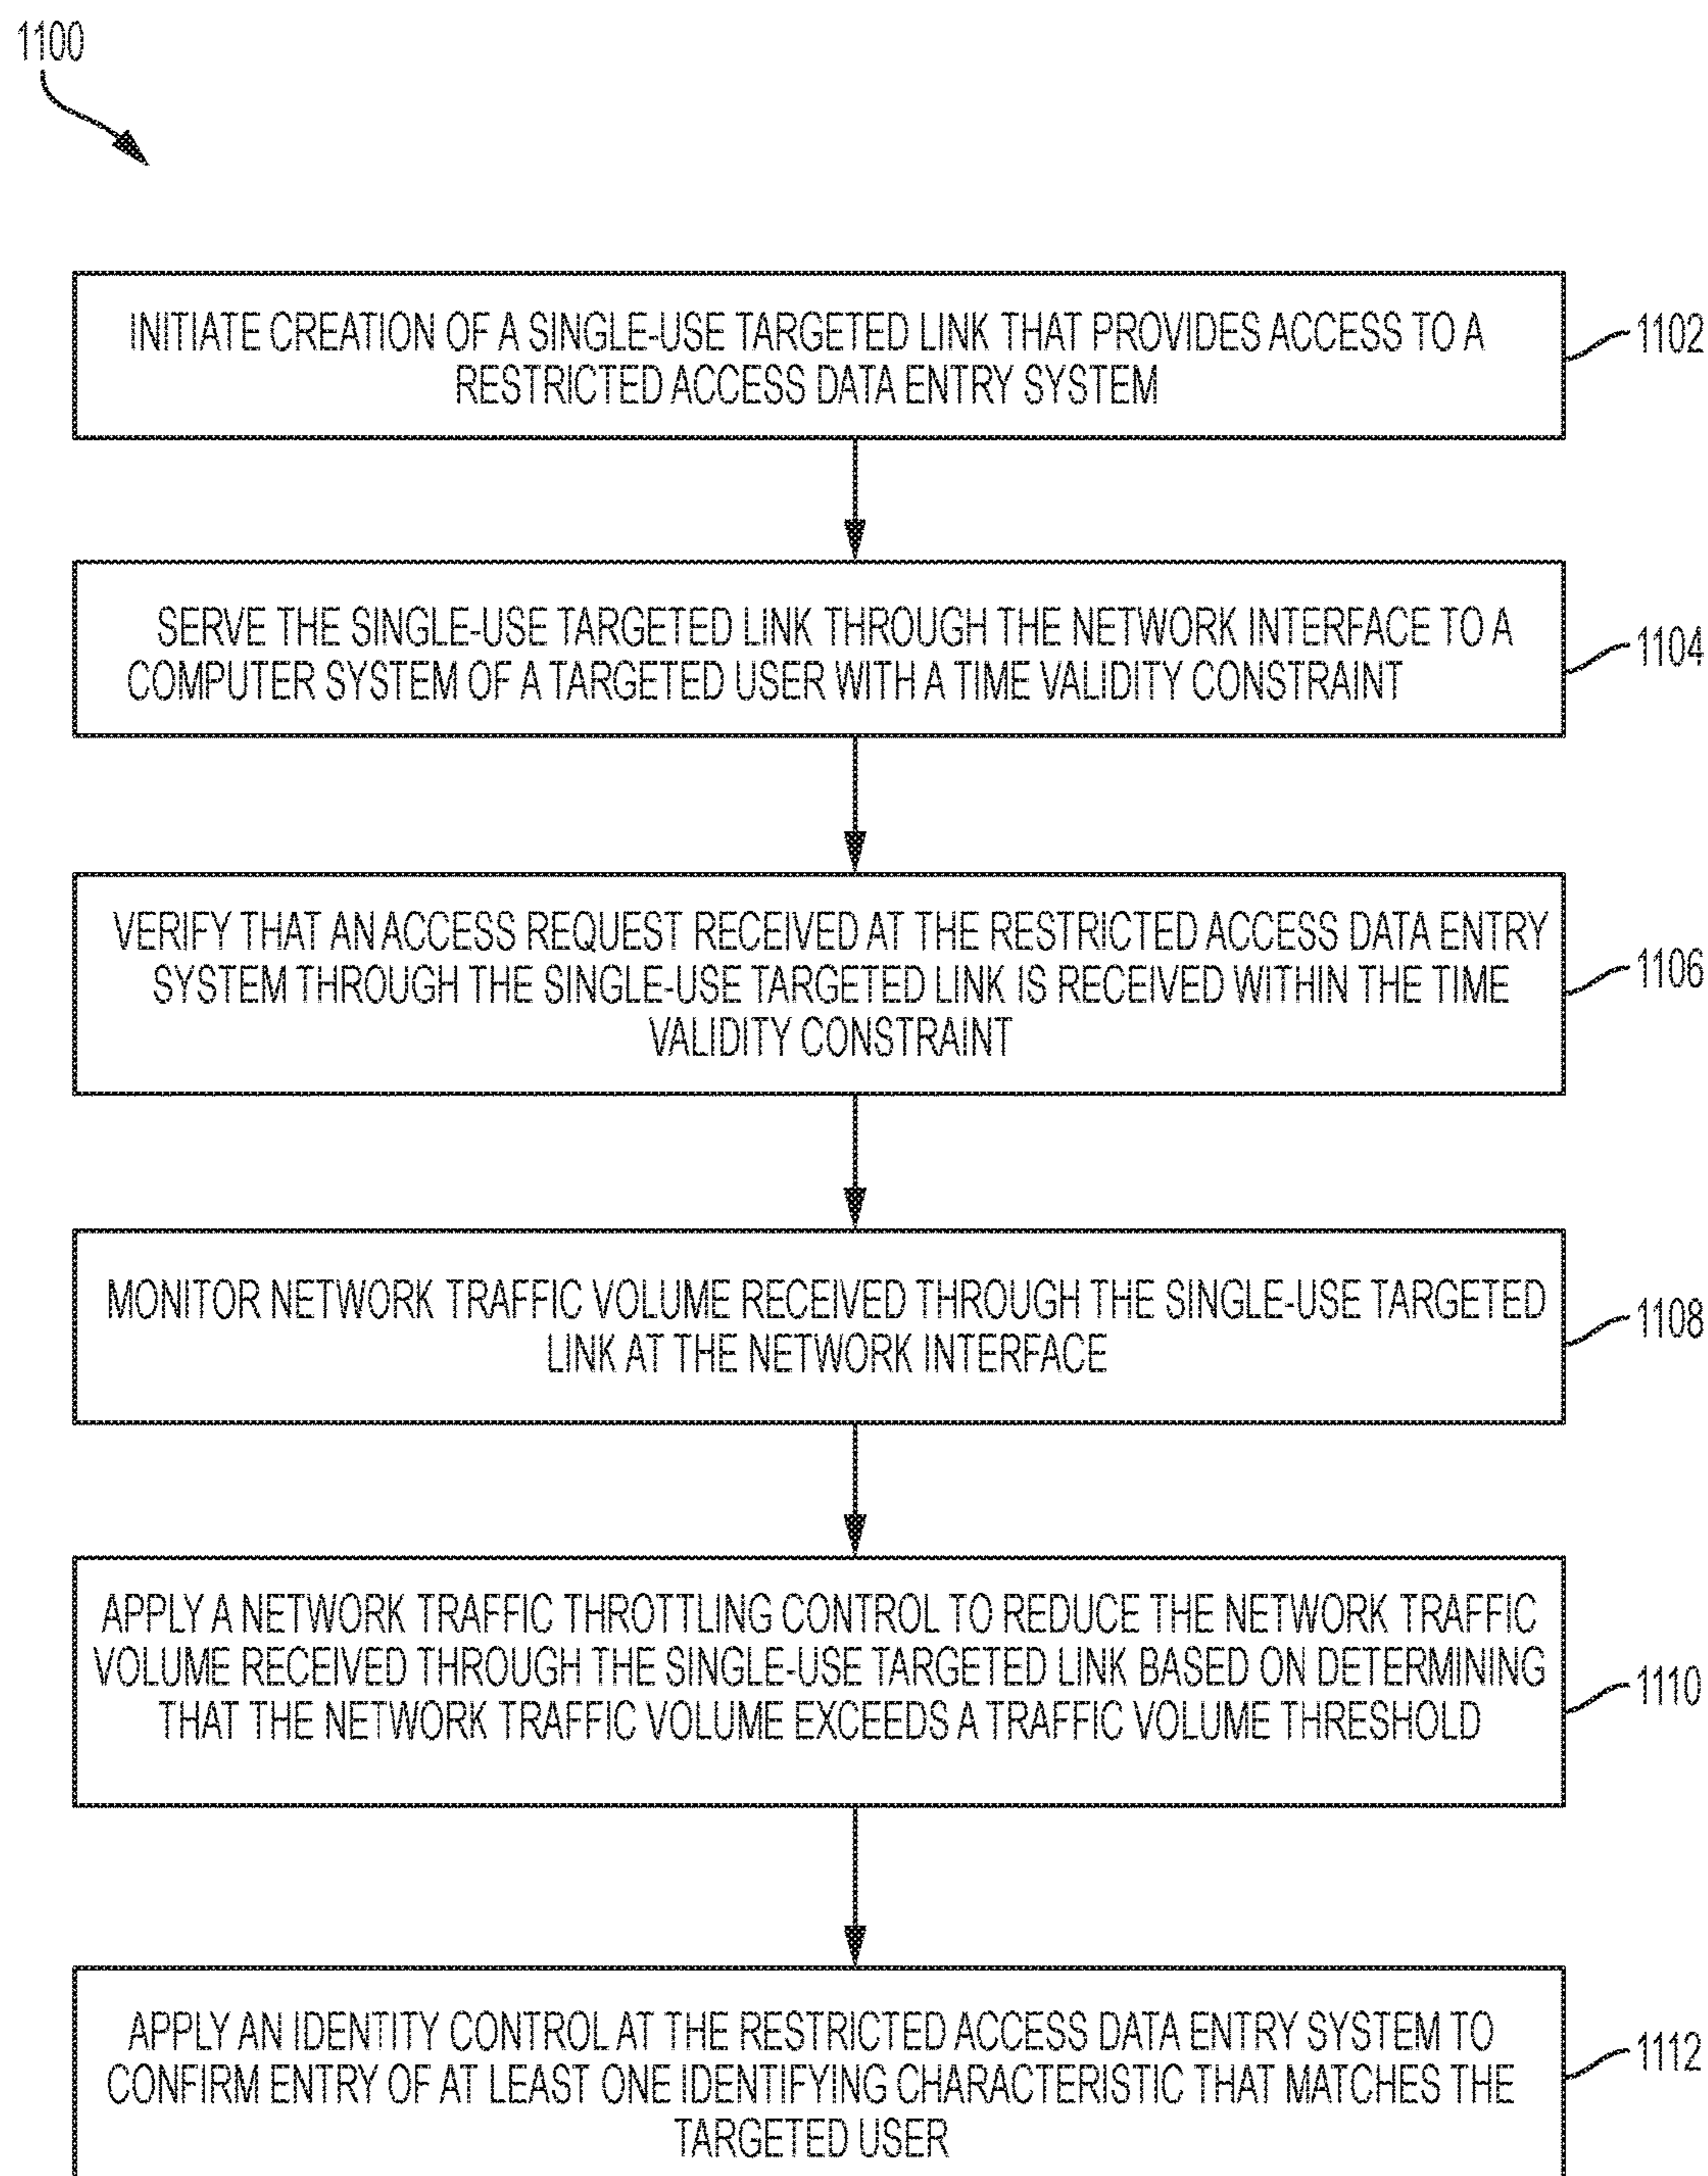 1100
INITIATE CREATION OF A SINGLE-USE TARGETED LINK THAT PROVIDES ACCESS TO A
RESTRICTED ACCESS DATA ENTRY SYSTEM
1102
SERVE THE SINGLE-USE TARGETED LINK THROUGH THE NETWORK INTERFACE TO A
COMPUTER SYSTEM OF A TARGETED USER WITH A TIME VALIDITY CONSTRAINT
1104
VERIFY THAT AN ACCESS REQUEST RECEIVED AT THE RESTRICTED ACCESS DATA ENTRY
SYSTEM THROUGH THE SINGLE-USE TARGETED LINK IS RECEIVED WITHIN THE TIME
VALIDITY CONSTRAINT
1106
MONITOR NETWORK TRAFFIC VOLUME RECEIVED THROUGH THE SINGLE-USE TARGETED
LINK AT THE NETWORK INTERFACE
1108
APPLY A NETWORK TRAFFIC THROTTLING CONTROL TO REDUCE THE NETWORK TRAFFIC
VOLUME RECEIVED THROUGH THE SINGLE-USE TARGETED LINK BASED ON DETERMINING
THAT THE NETWORK TRAFFIC VOLUME EXCEEDS A TRAFFIC VOLUME THRESHOLD
1110
APPLY AN IDENTITY CONTROL AT THE RESTRICTED ACCESS DATA ENTRY SYSTEM TO
CONFIRM ENTRY OF AT LEAST ONE IDENTIFYING CHARACTERISTIC THAT MATCHES THE
TARGETED USER
1112